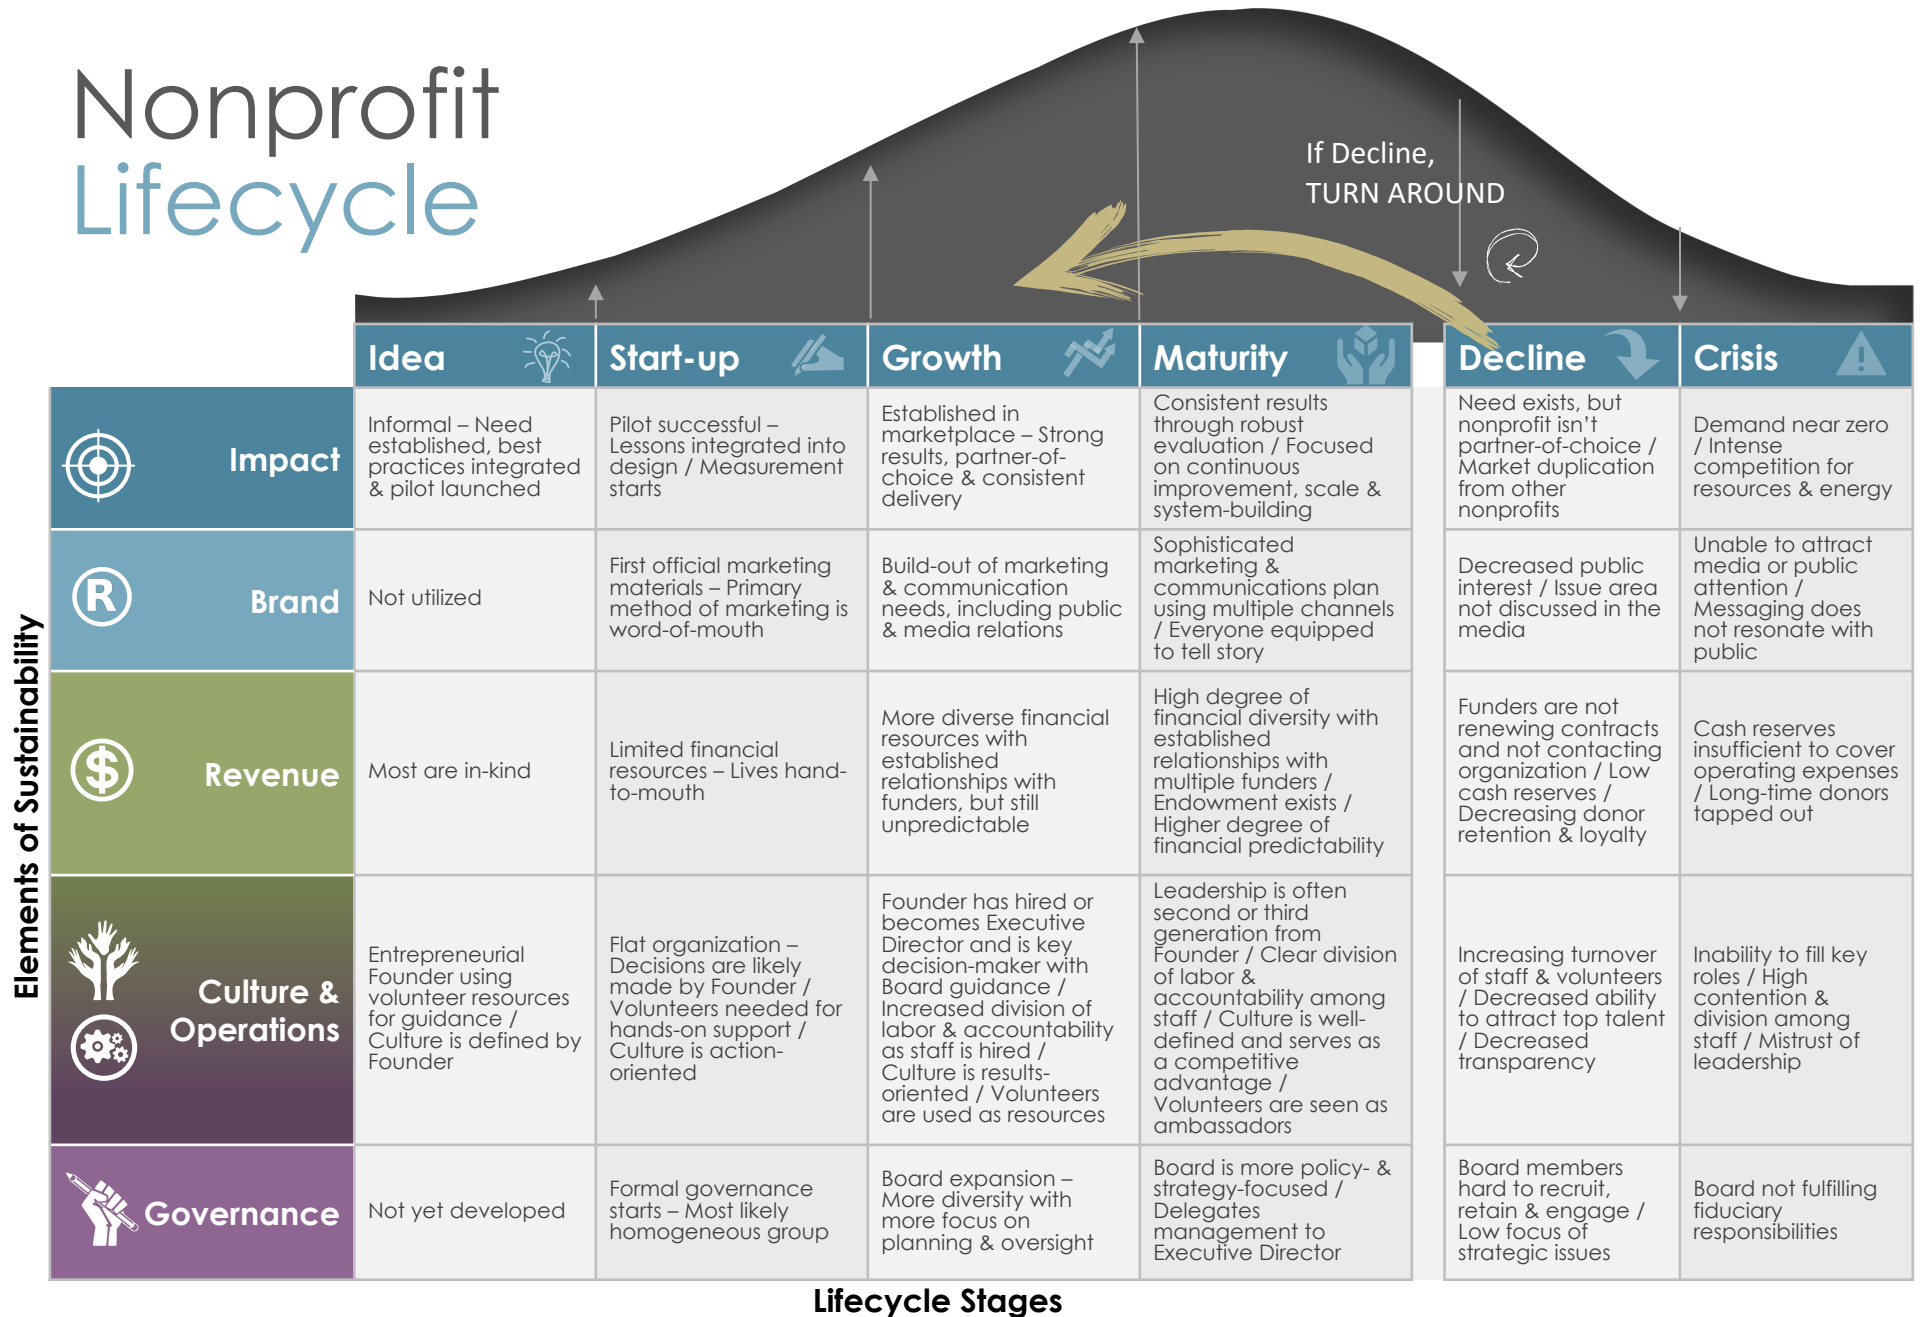 Nonprofit
Lifecycle
If Decline,
TURN AROUND
Idea
Start-up
Growth
Maturity
Decline
Crisis
Elements of Sustainability
Impact
Informal – Need
established, best
practices integrated
& pilot launched
Pilot successful –
Lessons integrated into
design / Measurement
starts
Established in
marketplace – Strong
results, partner-of-
choice & consistent
delivery
Consistent results
through robust
evaluation / Focused
on continuous
improvement, scale &
system-building
Need exists, but
nonprofit isn’t
partner-of-choice /
Market duplication
from other
nonprofits
Demand near zero
/ Intense
competition for
resources & energy
R
Brand
Not utilized
First official marketing
materials – Primary
method of marketing is
word-of-mouth
Build-out of marketing
& communication
needs, including public
& media relations
Sophisticated
marketing &
communications plan
using multiple channels
/ Everyone equipped
to tell story
Decreased public
interest / Issue area
not discussed in the
media
Unable to attract
media or public
attention /
Messaging does
not resonate with
public
$
Revenue
Most are in-kind
Limited financial
resources – Lives hand-
to-mouth
More diverse financial
resources with
established
relationships with
funders, but still
unpredictable
High degree of
financial diversity with
established
relationships with
multiple funders /
Endowment exists /
Higher degree of
financial predictability
Funders are not
renewing contracts
and not contacting
organization / Low
cash reserves /
Decreasing donor
retention & loyalty
Cash reserves
insufficient to cover
operating expenses
/ Long-time donors
tapped out
Culture &
Operations
Entrepreneurial
Founder using
volunteer resources
for guidance /
Culture is defined by
Founder
Flat organization –
Decisions are likely
made by Founder /
Volunteers needed for
hands-on support /
Culture is action-
oriented
Founder has hired or
becomes Executive
Director and is key
decision-maker with
Board guidance /
Increased division of
labor & accountability
as staff is hired /
Culture is results-
oriented / Volunteers
are used as resources
Leadership is often
second or third
generation from
Founder / Clear division
of labor &
accountability among
staff / Culture is well-
defined and serves as
a competitive
advantage /
Volunteers are seen as
ambassadors
Increasing turnover
of staff & volunteers
/ Decreased ability
to attract top talent
/ Decreased
transparency
Inability to fill key
roles / High
contention &
division among
staff / Mistrust of
leadership
Governance
Not yet developed
Formal governance
starts – Most likely
homogeneous group
Board expansion –
More diversity with
more focus on
planning & oversight
Board is more policy- &
strategy-focused /
Delegates
management to
Executive Director
Board members
hard to recruit,
retain & engage /
Low focus of
strategic issues
Board not fulfilling
fiduciary
responsibilities
Lifecycle Stages